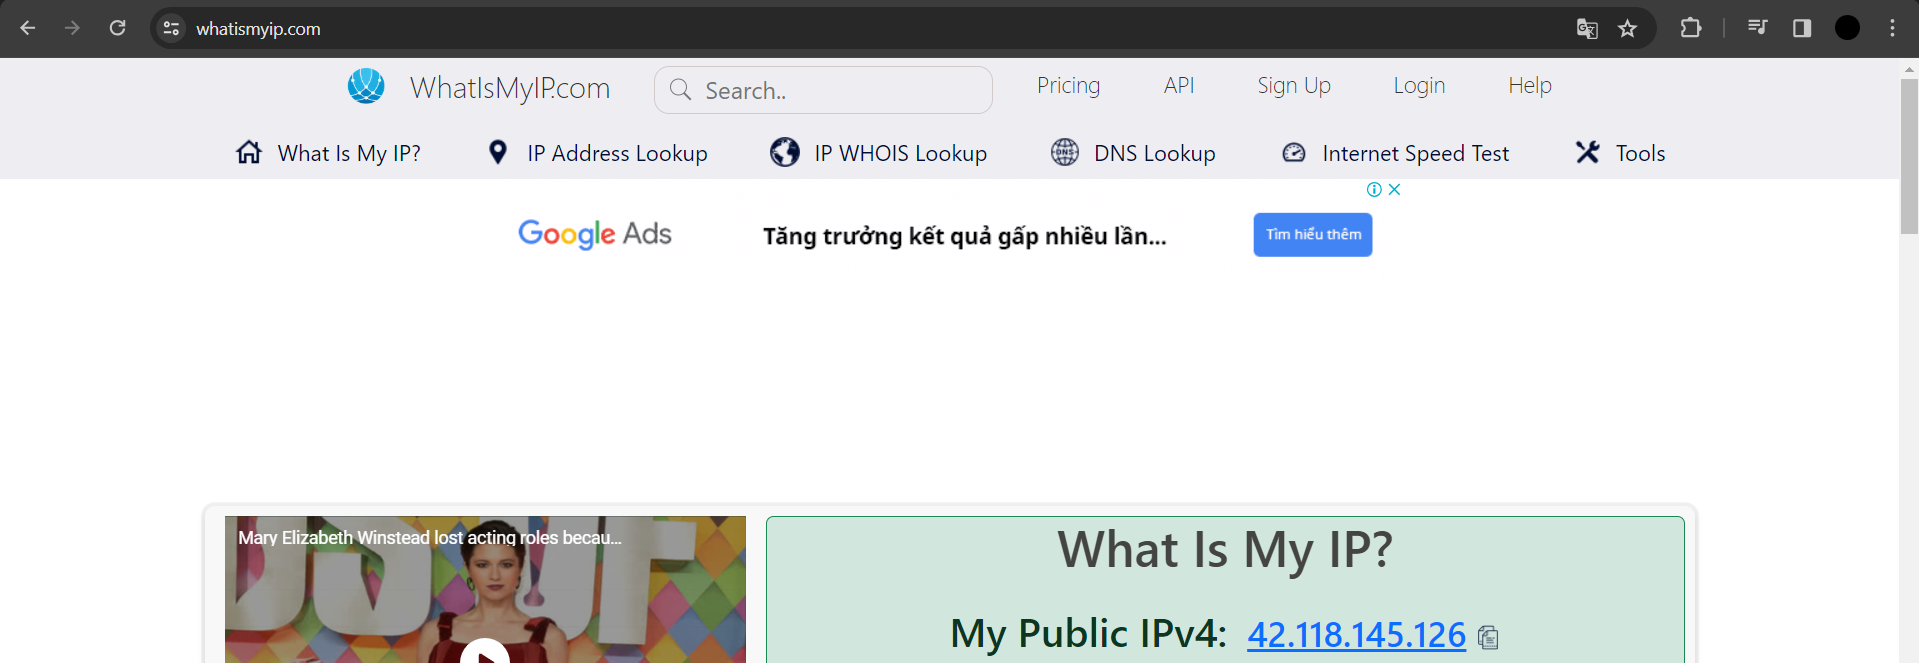 whatismyip.com
WhatIsMyIP.com
Search..
Pricing
API
Sign Up
Login
Help
What Is My IP?
IP Address Lookup
IP WHOIS Lookup
DNS
DNS Lookup
Internet Speed Test
Tools
Google Ads
Tăng trưởng kết quả gấp nhiều lần...
Tìm hiểu thêm
Mary Elizabeth Winstead lost acting roles becau...
What Is My IP?
My Public IPv4: 42.118.145.126